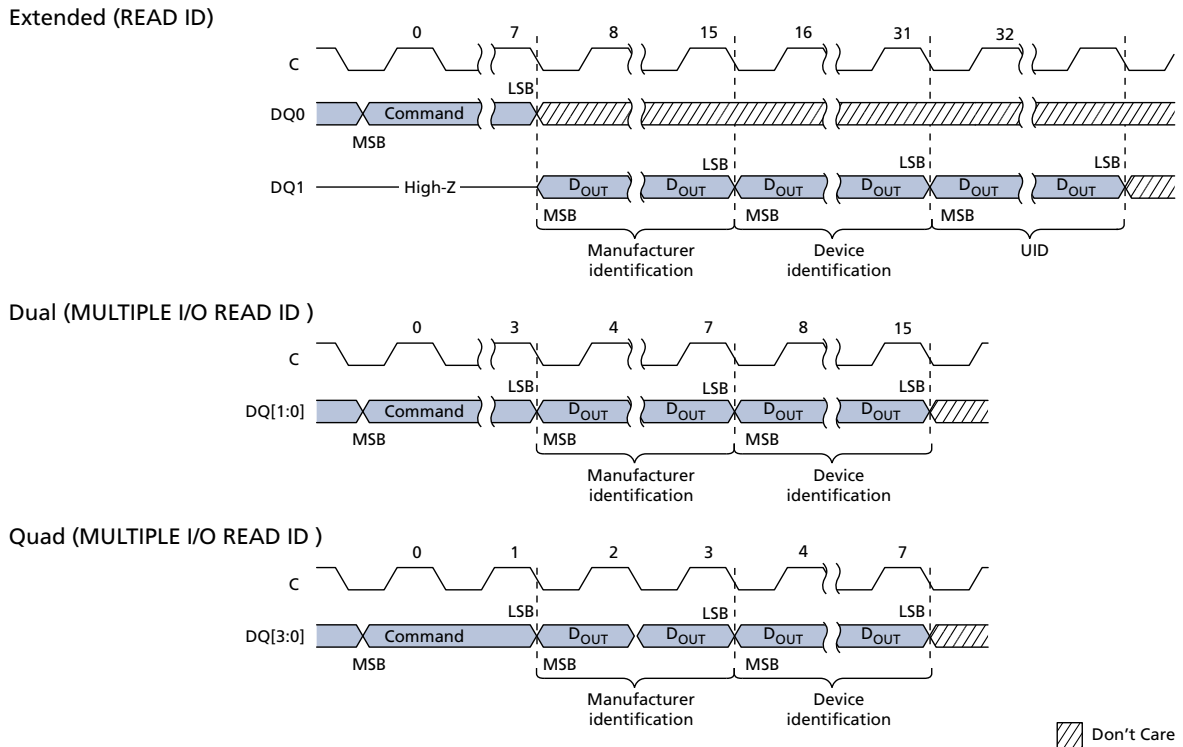 Extended (READ ID)
0 7 8 15 16 31 32
C
LSB
DQ0 Command
MSB
LSB LSB LSB
DQ1 High-Z DOUT DOUT DOUT DOUT DOUT DOUT
MSB MSB MSB
Manufacturer identification Device identification UID
Dual (MULTIPLE I/O READ ID )
0 3 4 7 8 15
C
LSB LSB LSB
DQ[1:0] Command DOUT DOUT DOUT DOUT
MSB MSB MSB
Manufacturer identification Device identification
Quad (MULTIPLE I/O READ ID )
0 1 2 3 4 7
C
LSB LSB LSB
DQ[3:0] Command DOUT DOUT DOUT DOUT
MSB MSB MSB
Manufacturer identification Device identification
Don't Care